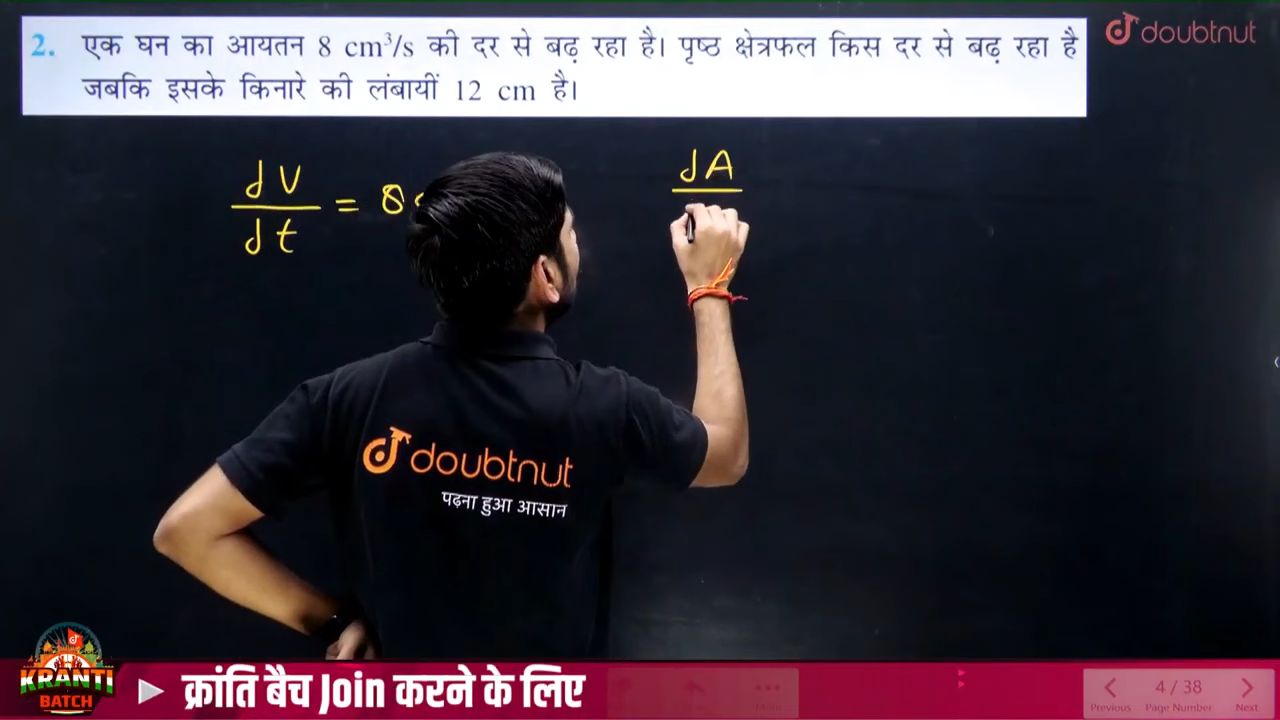 2. एक घन का आयतन 8 cm³/s की दर से बढ़ रहा है। पृष्ठ क्षेत्रफल किस दर से बढ़ रहा है
जबकि इसके किनारे की लंबायीं 12 cm है।
doubtnut
dV
dt
= 8
dA
doubtnut
पढ़ना हुआ आसान
KRANTI
BATCH
क्रांति बैच Join करने के लिए
4 / 38
Previous Page Number Next